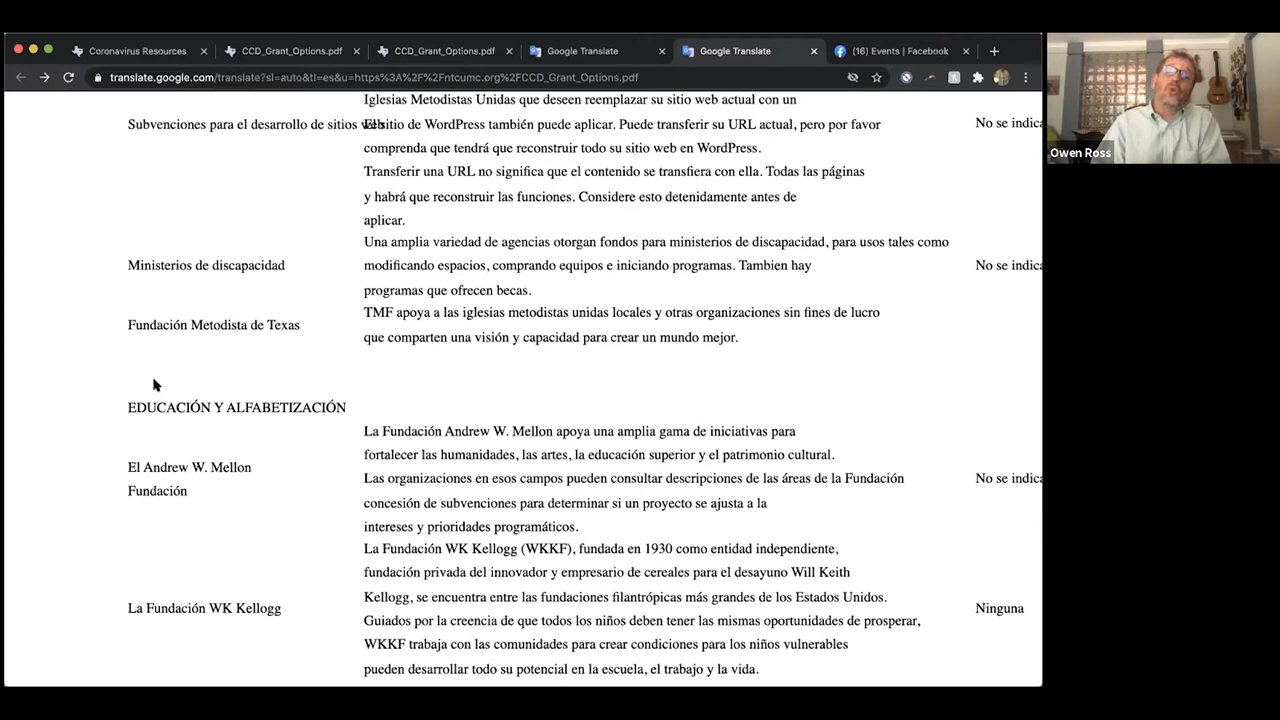 Coronavirus Resources
CCD_Grant_Options.pdf
CCD_Grant_Options.pdf
Google Translate
Google Translate
(16) Events | Facebook
translate.google.com/translate?sl=auto&tl=es&u=https%3A%2F%2Fntcumc.org%2FCCD_Grant_Options.pdf
Owen Ross
Iglesias Metodistas Unidas que deseen reemplazar su sitio web actual con un
Subvenciones para el desarrollo de sitios web
El sitio de WordPress también puede aplicar. Puede transferir su URL actual, pero por favor
No se indica
comprenda que tendrá que reconstruir todo su sitio web en WordPress.
Transferir una URL no significa que el contenido se transfiera con ella. Todas las páginas
y habrá que reconstruir las funciones. Considere esto detenidamente antes de
aplicar.
Una amplia variedad de agencias otorgan fondos para ministerios de discapacidad, para usos tales como
Ministerios de discapacidad
modificando espacios, comprando equipos e iniciando programas. Tambien hay
No se indica
programas que ofrecen becas.
TMF apoya a las iglesias metodistas unidas locales y otras organizaciones sin fines de lucro
Fundación Metodista de Texas
que comparten una visión y capacidad para crear un mundo mejor.
EDUCACIÓN Y ALFABETIZACIÓN
La Fundación Andrew W. Mellon apoya una amplia gama de iniciativas para
fortalecer las humanidades, las artes, la educación superior y el patrimonio cultural.
El Andrew W. Mellon
Fundación
Las organizaciones en esos campos pueden consultar descripciones de las áreas de la Fundación
No se indica
concesión de subvenciones para determinar si un proyecto se ajusta a la
intereses y prioridades programáticos.
La Fundación WK Kellogg (WKKF), fundada en 1930 como entidad independiente,
fundación privada del innovador y empresario de cereales para el desayuno Will Keith
Kellogg, se encuentra entre las fundaciones filantrópicas más grandes de los Estados Unidos.
La Fundación WK Kellogg
Ninguna
Guiados por la creencia de que todos los niños deben tener las mismas oportunidades de prosperar,
WKKF trabaja con las comunidades para crear condiciones para los niños vulnerables
pueden desarrollar todo su potencial en la escuela, el trabajo y la vida.